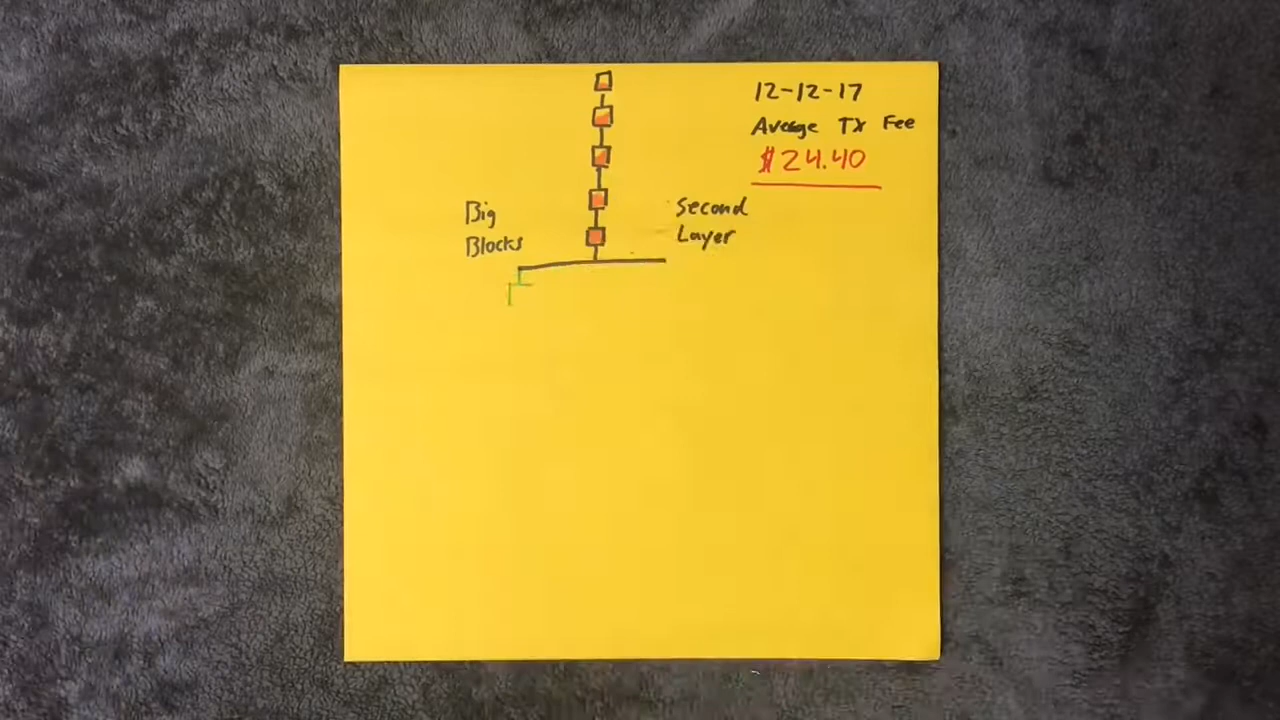 12-12-17
Average TX Fee
$24.40
Big
Blocks
Second
Layer